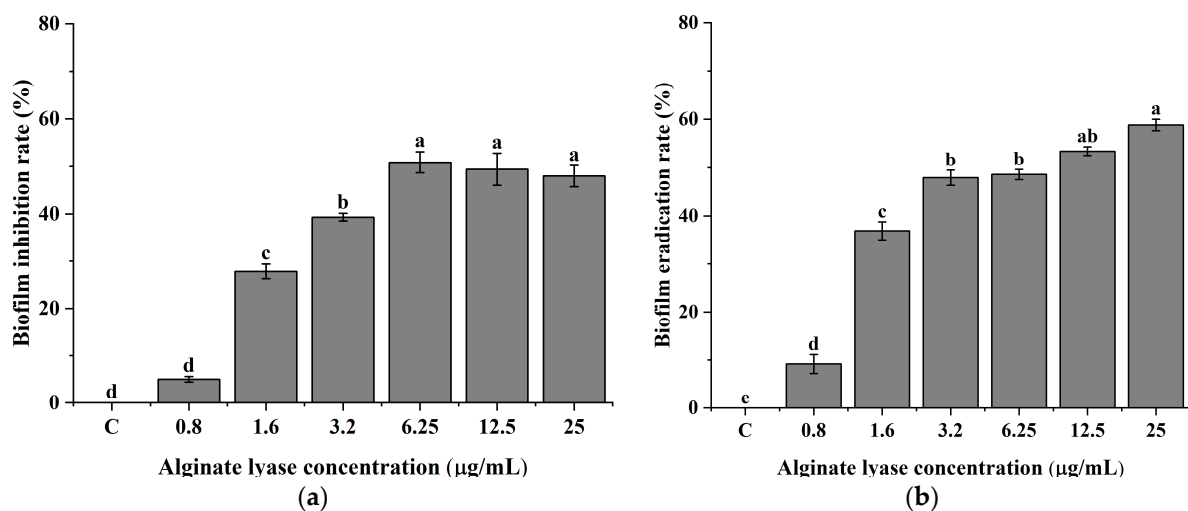 80
60
40
20
0
Biofilm inhibition rate (%)
d
d
c
b
a
a
a
C 0.8 1.6 3.2 6.25 12.5 25
Alginate lyase concentration (μg/mL)
(a)
80
60
40
20
0
Biofilm eradication rate (%)
c
d
c
b
b
ab
a
C 0.8 1.6 3.2 6.25 12.5 25
Alginate lyase concentration (μg/mL)
(b)